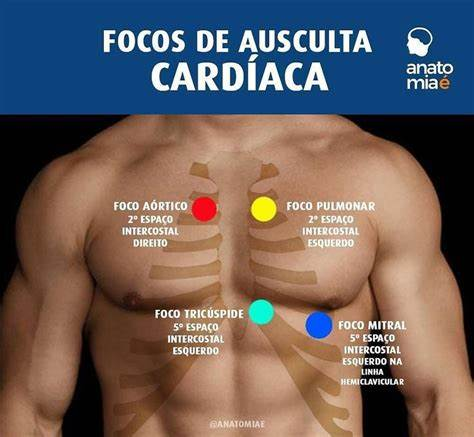 FOCOS DE AUSCULTA
CARDÍACA
anato
miaé
FOCO AÓRTICO
2º ESPAÇO
INTERCOSTAL
DIREITO
FOCO PULMONAR
2º ESPAÇO
INTERCOSTAL
ESQUERDO
FOCO TRICÚSPIDE
5º ESPAÇO
INTERCOSTAL
ESQUERDO
FOCO MITRAL
5º ESPAÇO
INTERCOSTAL
ESQUERDO NA
LINHA
HEMICLAVICULAR
@ANATOMIAE